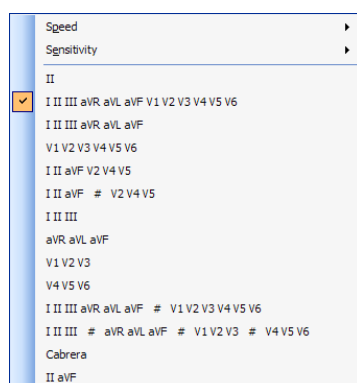 Speed
Sensitivity
II
I II III aVR aVL aVF V1 V2 V3 V4 V5 V6
I II III aVR aVL aVF
V1 V2 V3 V4 V5 V6
I II aVF V2 V4 V5
I II aVF # V2 V4 V5
I II III
aVR aVL aVF
V1 V2 V3
V4 V5 V6
I II III aVR aVL aVF # V1 V2 V3 V4 V5 V6
I II III # aVR aVL aVF # V1 V2 V3 # V4 V5 V6
Cabrera
II aVF